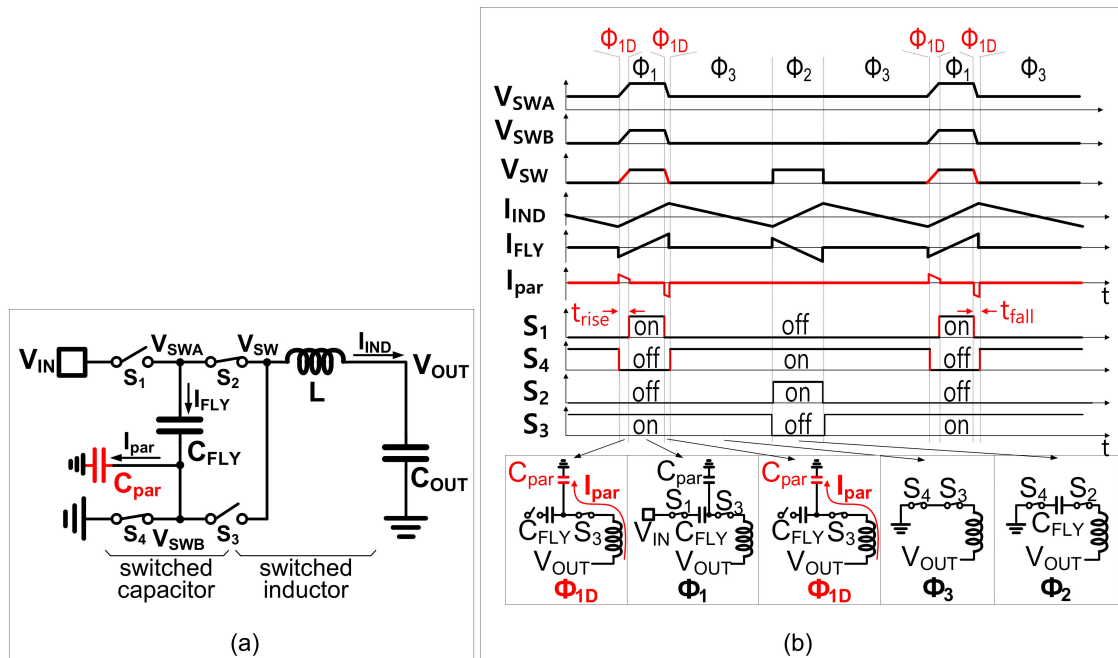 V_IN
S_1
V_SWA
S_2
V_SW
I_IND
V_OUT
L
I_FLY
C_FLY
I_par
C_par
C_OUT
S_4
V_SWB
S_3
switched
capacitor
switched
inductor
(a)
Φ_1D Φ_1D Φ_1D Φ_1D
Φ_1 Φ_3 Φ_2 Φ_3 Φ_1 Φ_3
V_SWA
t
V_SWB
V_SW
I_IND
I_FLY
I_par
t
t_rise t_fall
S_1 on off on
S_4 off on off
S_2 off on off
S_3 on off on
t
C_par I_par
C_FLY S_3
V_OUT
Φ_1D
C_par
S_1 S_3
V_IN C_FLY
V_OUT
Φ_1
C_par I_par
C_FLY S_3
V_OUT
Φ_1D
S_4 S_3
V_OUT
Φ_3
S_4 S_2
C_FLY
V_OUT
Φ_2
(b)